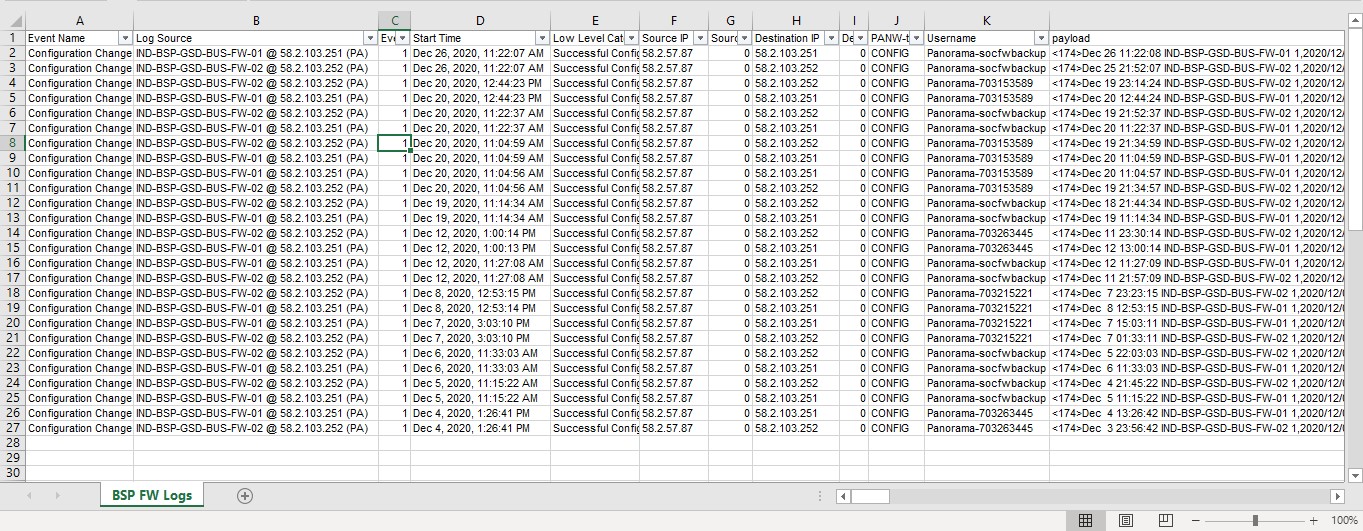 A B C D E F G H I J K L
1 Event Name Log Source Eve Start Time Low Level Cat Source IP Sourc Destination IP De PANW-t Username payload
2 Configuration Change IND-BSP-GSD-BUS-FW-01 @ 58.2.103.251 (PA) 1 Dec 26, 2020, 11:22:07 AM Successful Config 58.2.57.87 0 58.2.103.251 0 CONFIG Panorama-socfwbackup <174>Dec 26 11:22:08 IND-BSP-GSD-BUS-FW-01 1,2020/12/
3 Configuration Change IND-BSP-GSD-BUS-FW-02 @ 58.2.103.252 (PA) 1 Dec 26, 2020, 11:22:07 AM Successful Config 58.2.57.87 0 58.2.103.252 0 CONFIG Panorama-socfwbackup <174>Dec 25 21:52:07 IND-BSP-GSD-BUS-FW-02 1,2020/12/
4 Configuration Change IND-BSP-GSD-BUS-FW-02 @ 58.2.103.252 (PA) 1 Dec 20, 2020, 12:44:23 PM Successful Config 58.2.57.87 0 58.2.103.252 0 CONFIG Panorama-703153589 <174>Dec 19 23:14:24 IND-BSP-GSD-BUS-FW-02 1,2020/12/
5 Configuration Change IND-BSP-GSD-BUS-FW-01 @ 58.2.103.251 (PA) 1 Dec 20, 2020, 12:44:23 PM Successful Config 58.2.57.87 0 58.2.103.251 0 CONFIG Panorama-703153589 <174>Dec 20 12:44:24 IND-BSP-GSD-BUS-FW-01 1,2020/12/
6 Configuration Change IND-BSP-GSD-BUS-FW-02 @ 58.2.103.252 (PA) 1 Dec 20, 2020, 11:22:37 AM Successful Config 58.2.57.87 0 58.2.103.252 0 CONFIG Panorama-socfwbackup <174>Dec 19 21:52:37 IND-BSP-GSD-BUS-FW-02 1,2020/12/
7 Configuration Change IND-BSP-GSD-BUS-FW-01 @ 58.2.103.251 (PA) 1 Dec 20, 2020, 11:22:37 AM Successful Config 58.2.57.87 0 58.2.103.251 0 CONFIG Panorama-socfwbackup <174>Dec 20 11:22:37 IND-BSP-GSD-BUS-FW-01 1,2020/12/
8 Configuration Change IND-BSP-GSD-BUS-FW-02 @ 58.2.103.252 (PA) 1 Dec 20, 2020, 11:04:59 AM Successful Config 58.2.57.87 0 58.2.103.252 0 CONFIG Panorama-703153589 <174>Dec 19 21:34:59 IND-BSP-GSD-BUS-FW-02 1,2020/12/
9 Configuration Change IND-BSP-GSD-BUS-FW-01 @ 58.2.103.251 (PA) 1 Dec 20, 2020, 11:04:59 AM Successful Config 58.2.57.87 0 58.2.103.251 0 CONFIG Panorama-703153589 <174>Dec 20 11:04:59 IND-BSP-GSD-BUS-FW-01 1,2020/12/
10 Configuration Change IND-BSP-GSD-BUS-FW-01 @ 58.2.103.251 (PA) 1 Dec 20, 2020, 11:04:56 AM Successful Config 58.2.57.87 0 58.2.103.251 0 CONFIG Panorama-703153589 <174>Dec 20 11:04:57 IND-BSP-GSD-BUS-FW-01 1,2020/12/
11 Configuration Change IND-BSP-GSD-BUS-FW-02 @ 58.2.103.252 (PA) 1 Dec 20, 2020, 11:04:56 AM Successful Config 58.2.57.87 0 58.2.103.252 0 CONFIG Panorama-703153589 <174>Dec 19 21:34:57 IND-BSP-GSD-BUS-FW-02 1,2020/12/
12 Configuration Change IND-BSP-GSD-BUS-FW-02 @ 58.2.103.252 (PA) 1 Dec 19, 2020, 11:14:34 AM Successful Config 58.2.57.87 0 58.2.103.252 0 CONFIG Panorama-socfwbackup <174>Dec 18 21:44:34 IND-BSP-GSD-BUS-FW-02 1,2020/12/
13 Configuration Change IND-BSP-GSD-BUS-FW-01 @ 58.2.103.251 (PA) 1 Dec 19, 2020, 11:14:34 AM Successful Config 58.2.57.87 0 58.2.103.251 0 CONFIG Panorama-socfwbackup <174>Dec 19 11:14:34 IND-BSP-GSD-BUS-FW-01 1,2020/12/
14 Configuration Change IND-BSP-GSD-BUS-FW-02 @ 58.2.103.252 (PA) 1 Dec 12, 2020, 1:00:14 PM Successful Config 58.2.57.87 0 58.2.103.252 0 CONFIG Panorama-703263445 <174>Dec 11 23:30:14 IND-BSP-GSD-BUS-FW-02 1,2020/12/
15 Configuration Change IND-BSP-GSD-BUS-FW-01 @ 58.2.103.251 (PA) 1 Dec 12, 2020, 1:00:13 PM Successful Config 58.2.57.87 0 58.2.103.251 0 CONFIG Panorama-703263445 <174>Dec 12 13:00:14 IND-BSP-GSD-BUS-FW-01 1,2020/12/
16 Configuration Change IND-BSP-GSD-BUS-FW-01 @ 58.2.103.251 (PA) 1 Dec 12, 2020, 11:27:08 AM Successful Config 58.2.57.87 0 58.2.103.251 0 CONFIG Panorama-socfwbackup <174>Dec 12 11:27:09 IND-BSP-GSD-BUS-FW-01 1,2020/12/
17 Configuration Change IND-BSP-GSD-BUS-FW-02 @ 58.2.103.252 (PA) 1 Dec 12, 2020, 11:27:08 AM Successful Config 58.2.57.87 0 58.2.103.252 0 CONFIG Panorama-socfwbackup <174>Dec 11 21:57:09 IND-BSP-GSD-BUS-FW-02 1,2020/12/
18 Configuration Change IND-BSP-GSD-BUS-FW-02 @ 58.2.103.252 (PA) 1 Dec 8, 2020, 12:53:15 PM Successful Config 58.2.57.87 0 58.2.103.252 0 CONFIG Panorama-703215221 <174>Dec 7 23:23:15 IND-BSP-GSD-BUS-FW-02 1,2020/12/0
19 Configuration Change IND-BSP-GSD-BUS-FW-01 @ 58.2.103.251 (PA) 1 Dec 8, 2020, 12:53:14 PM Successful Config 58.2.57.87 0 58.2.103.251 0 CONFIG Panorama-703215221 <174>Dec 8 12:53:15 IND-BSP-GSD-BUS-FW-01 1,2020/12/0
20 Configuration Change IND-BSP-GSD-BUS-FW-01 @ 58.2.103.251 (PA) 1 Dec 7, 2020, 3:03:10 PM Successful Config 58.2.57.87 0 58.2.103.251 0 CONFIG Panorama-703215221 <174>Dec 7 15:03:11 IND-BSP-GSD-BUS-FW-01 1,2020/12/0
21 Configuration Change IND-BSP-GSD-BUS-FW-02 @ 58.2.103.252 (PA) 1 Dec 7, 2020, 3:03:10 PM Successful Config 58.2.57.87 0 58.2.103.252 0 CONFIG Panorama-703215221 <174>Dec 7 01:33:11 IND-BSP-GSD-BUS-FW-02 1,2020/12/0
22 Configuration Change IND-BSP-GSD-BUS-FW-02 @ 58.2.103.252 (PA) 1 Dec 6, 2020, 11:33:03 AM Successful Config 58.2.57.87 0 58.2.103.252 0 CONFIG Panorama-socfwbackup <174>Dec 5 22:03:03 IND-BSP-GSD-BUS-FW-02 1,2020/12/0
23 Configuration Change IND-BSP-GSD-BUS-FW-01 @ 58.2.103.251 (PA) 1 Dec 6, 2020, 11:33:03 AM Successful Config 58.2.57.87 0 58.2.103.251 0 CONFIG Panorama-socfwbackup <174>Dec 6 11:33:03 IND-BSP-GSD-BUS-FW-01 1,2020/12/0
24 Configuration Change IND-BSP-GSD-BUS-FW-02 @ 58.2.103.252 (PA) 1 Dec 5, 2020, 11:15:22 AM Successful Config 58.2.57.87 0 58.2.103.252 0 CONFIG Panorama-socfwbackup <174>Dec 4 21:45:22 IND-BSP-GSD-BUS-FW-02 1,2020/12/0
25 Configuration Change IND-BSP-GSD-BUS-FW-01 @ 58.2.103.251 (PA) 1 Dec 5, 2020, 11:15:22 AM Successful Config 58.2.57.87 0 58.2.103.251 0 CONFIG Panorama-socfwbackup <174>Dec 5 11:15:22 IND-BSP-GSD-BUS-FW-01 1,2020/12/0
26 Configuration Change IND-BSP-GSD-BUS-FW-01 @ 58.2.103.251 (PA) 1 Dec 4, 2020, 1:26:41 PM Successful Config 58.2.57.87 0 58.2.103.251 0 CONFIG Panorama-703263445 <174>Dec 4 13:26:42 IND-BSP-GSD-BUS-FW-01 1,2020/12/0
27 Configuration Change IND-BSP-GSD-BUS-FW-02 @ 58.2.103.252 (PA) 1 Dec 4, 2020, 1:26:41 PM Successful Config 58.2.57.87 0 58.2.103.252 0 CONFIG Panorama-703263445 <174>Dec 3 23:56:42 IND-BSP-GSD-BUS-FW-02 1,2020/12/0
28
29
30
BSP FW Logs
100%